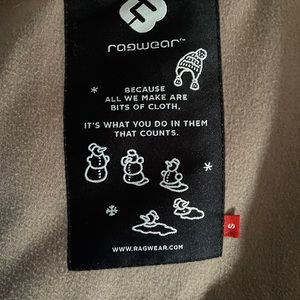 ragwear™
BECAUSE
ALL WE MAKE ARE
BITS OF CLOTH,
IT'S WHAT YOU DO IN THEM
THAT COUNTS.
WWW.RAGWEAR.COM
S